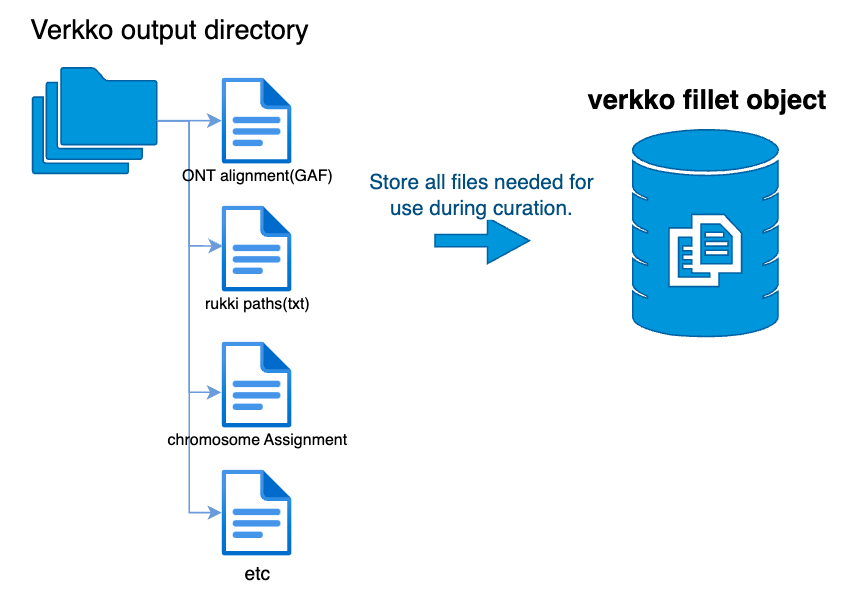 Verkko output directory
ONT alignment(GAF)
rukki paths(txt)
chromosome Assignment
etc
Store all files needed for
use during curation.
verkko fillet object